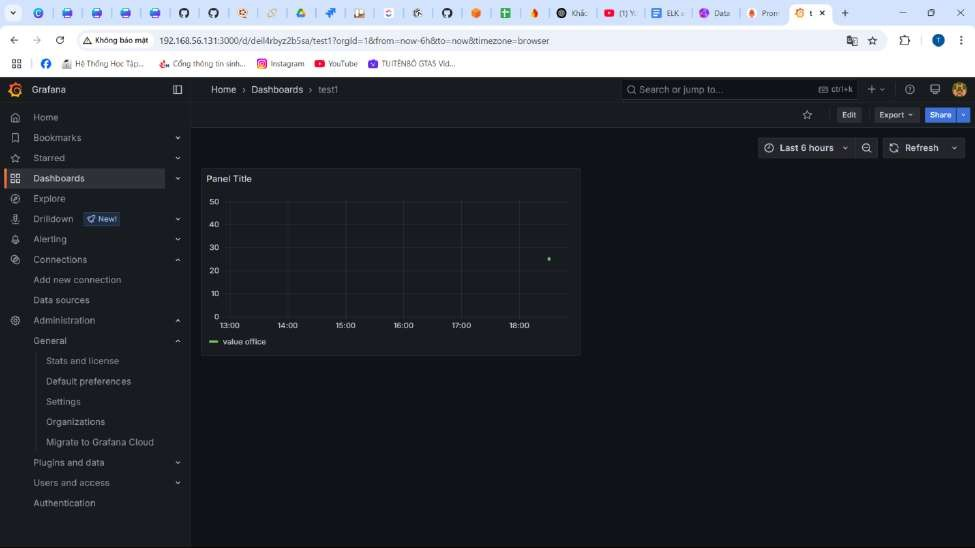 Khắc
(1) Yo
ELK
Data
Prom
t
Không bảo mật
192.168.56.131:3000/d/dell4rbyz2b5sa/test1?orgId=1&from=now-6h&to=now&timezone=browser
T
Hệ Thống Học Tập...
Cổng thông tin sinh...
Instagram
YouTube
TUITÊNBÔ GTA5 Vid...
Grafana
Home › Dashboards › test1
Search or jump to...
ctrl+k
Edit
Export
Share
Home
Bookmarks
Starred
Dashboards
Explore
Drilldown
New!
Alerting
Connections
Add new connection
Data sources
Administration
General
Stats and license
Default preferences
Settings
Organizations
Migrate to Grafana Cloud
Plugins and data
Users and access
Authentication
Last 6 hours
Refresh
Panel Title
50
40
30
20
10
0
13:00 14:00 15:00 16:00 17:00 18:00
value office